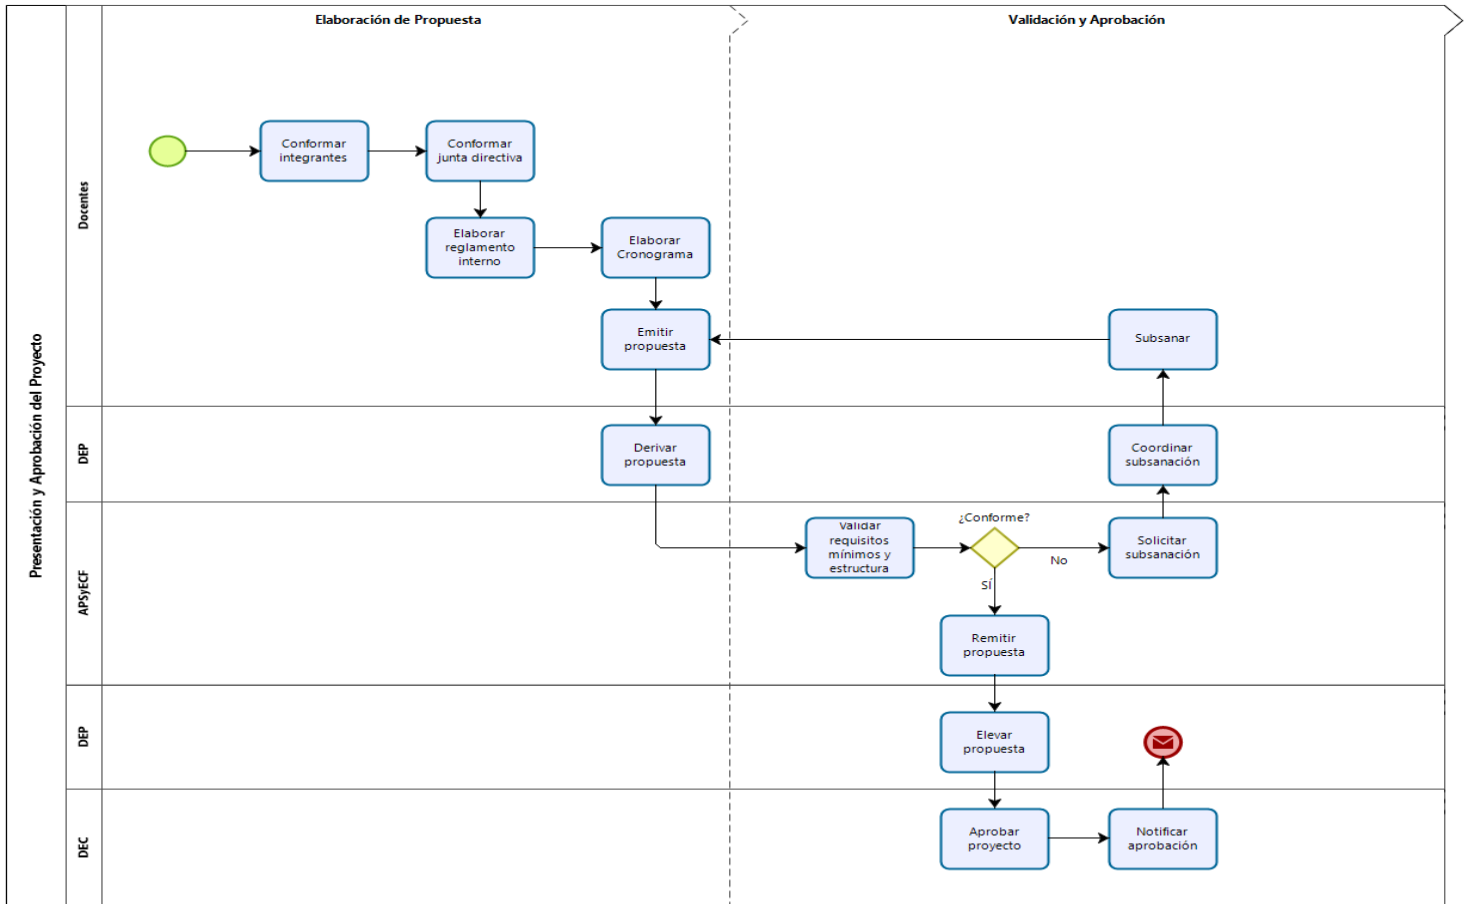 Elaboración de Propuesta
Validación y Aprobación
Presentación y Aprobación del Proyecto
Docentes
Conformar
integrantes
Conformar
junta directiva
Elaborar
reglamento
interno
Elaborar
Cronograma
Emitir
propuesta
Subsanar
DEP
Derivar
propuesta
Coordinar
subsanación
APSyECF
Validar
requisitos
mínimos y
estructura
¿Conforme?
No
Solicitar
subsanación
SÍ
Remitir
propuesta
DEP
Elevar
propuesta
DEC
Aprobar
proyecto
Notificar
aprobación